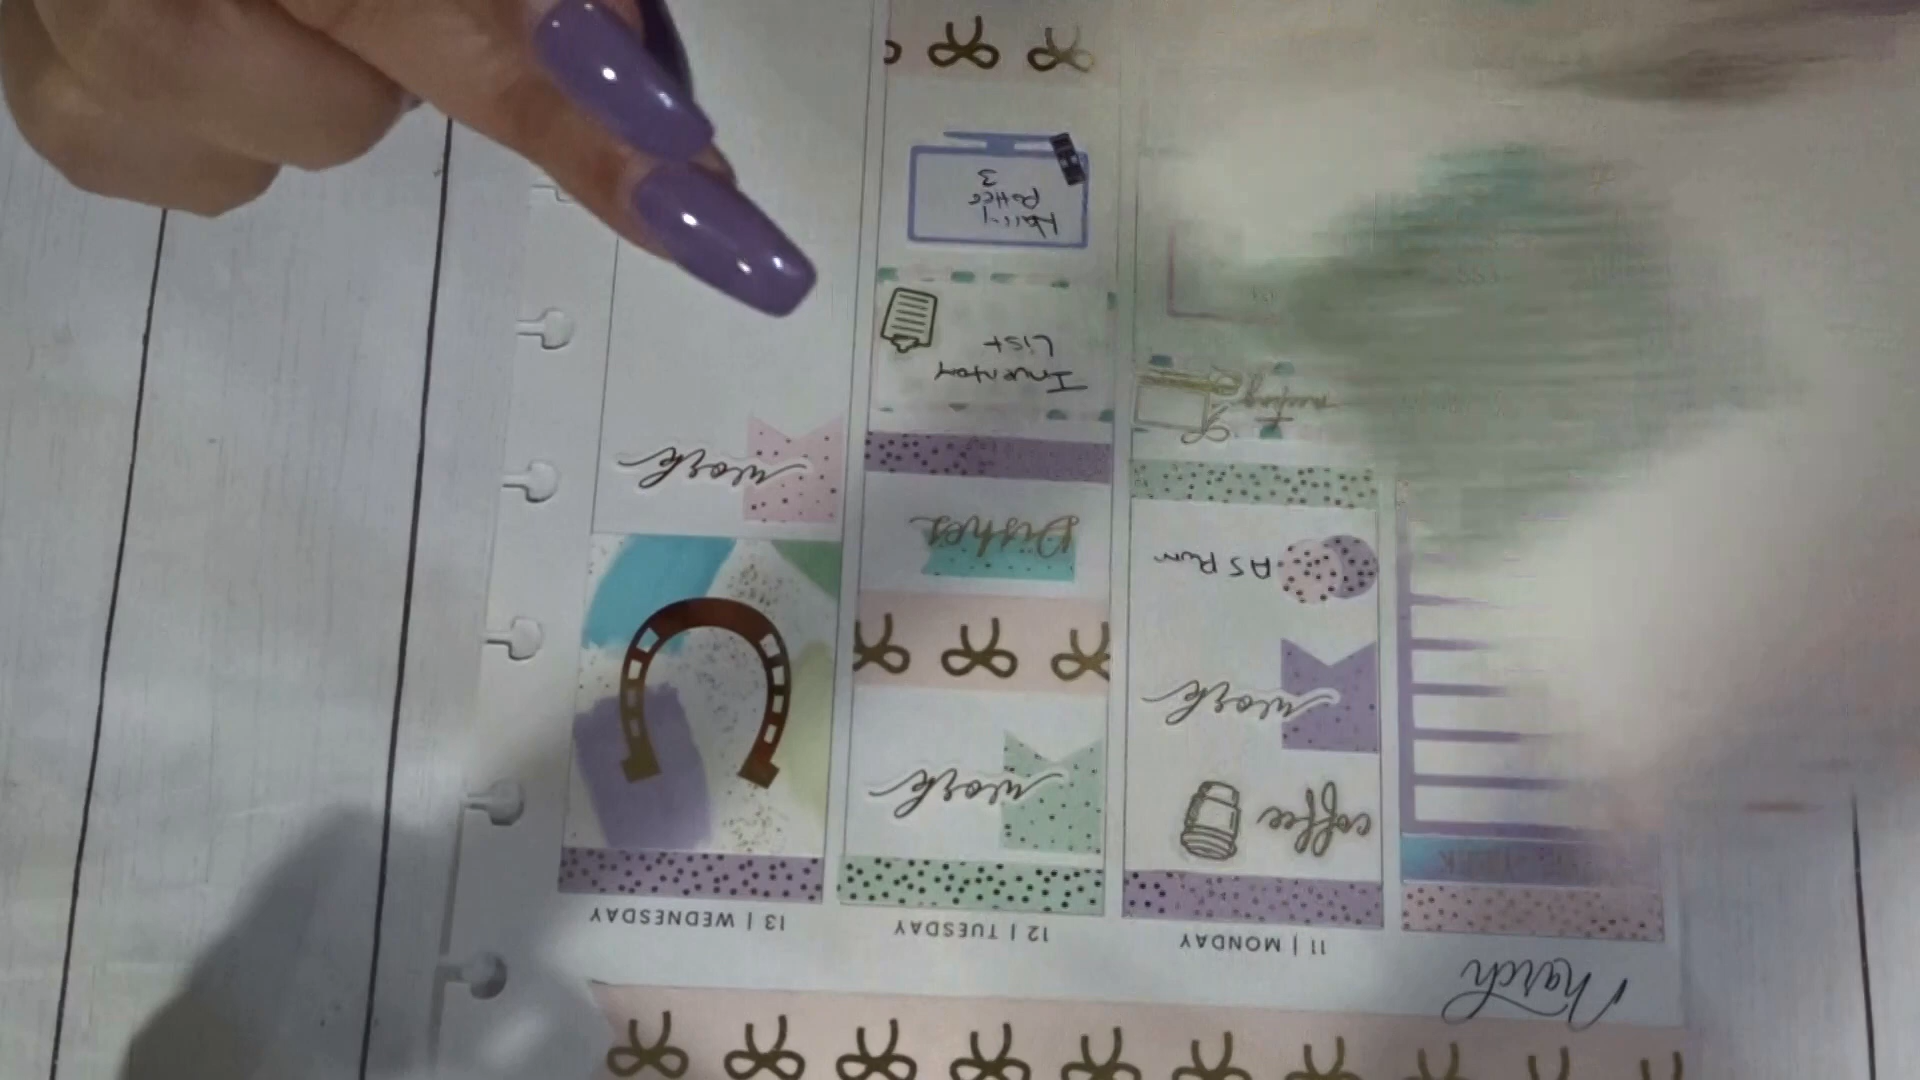 March
11 | MONDAY
coffee
work
AS Run
meeting
12 | TUESDAY
work
Dishes
Inventory
List
Harry
Potter
3
13 | WEDNESDAY
work